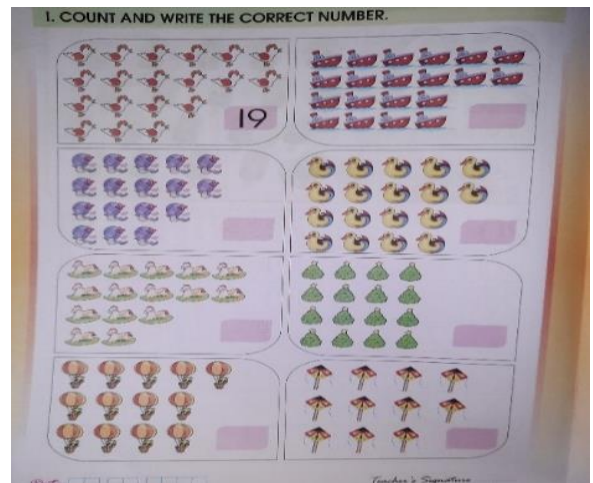 1. COUNT AND WRITE THE CORRECT NUMBER.
19
Teacher's Signature